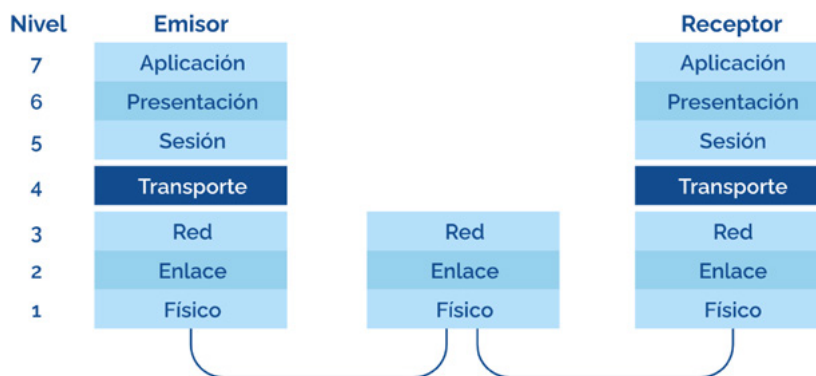 Nivel Emisor Receptor
7 Aplicación Aplicación
6 Presentación Presentación
5 Sesión Sesión
4 Transporte Transporte
3 Red Red Red
2 Enlace Enlace Enlace
1 Físico Físico Físico